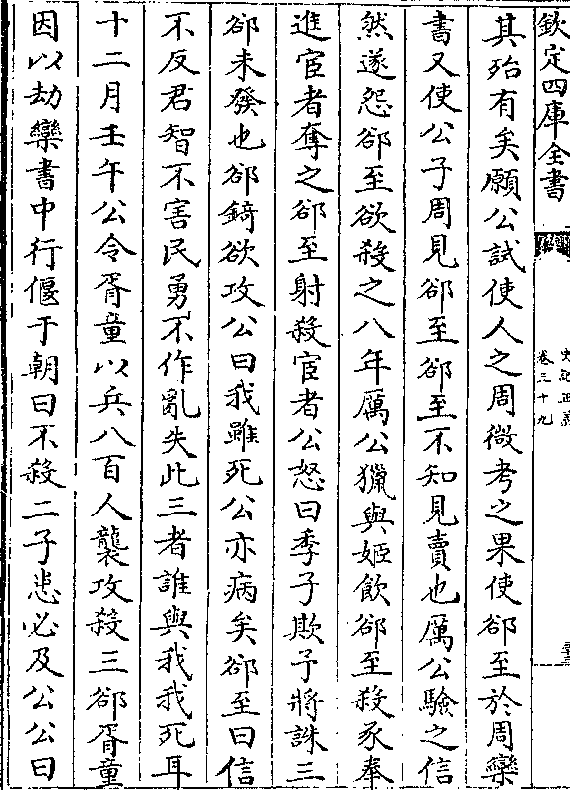 欽定四庫全書
史記正義
卷三十九
其殆有矣願公試使人之周微考之果使郤至於周欒
書又使公子周見郤至郤至不知見賣也厲公驗之信
然遂怨郤至欲殺之八年厲公獵與姬飲郤至殺豕奉
進宦者奪之郤至射殺宦者公怒曰季子欺予將誅三
郤未發也郤錡欲攻公曰我雖死公亦病矣郤至曰信
不反君智不害民勇不作亂失此三者誰與我我死耳
十二月壬午公令胥童以兵八百人襲攻殺三郤胥童
因以劫欒書中行偃于朝曰不殺二子患必及公公曰